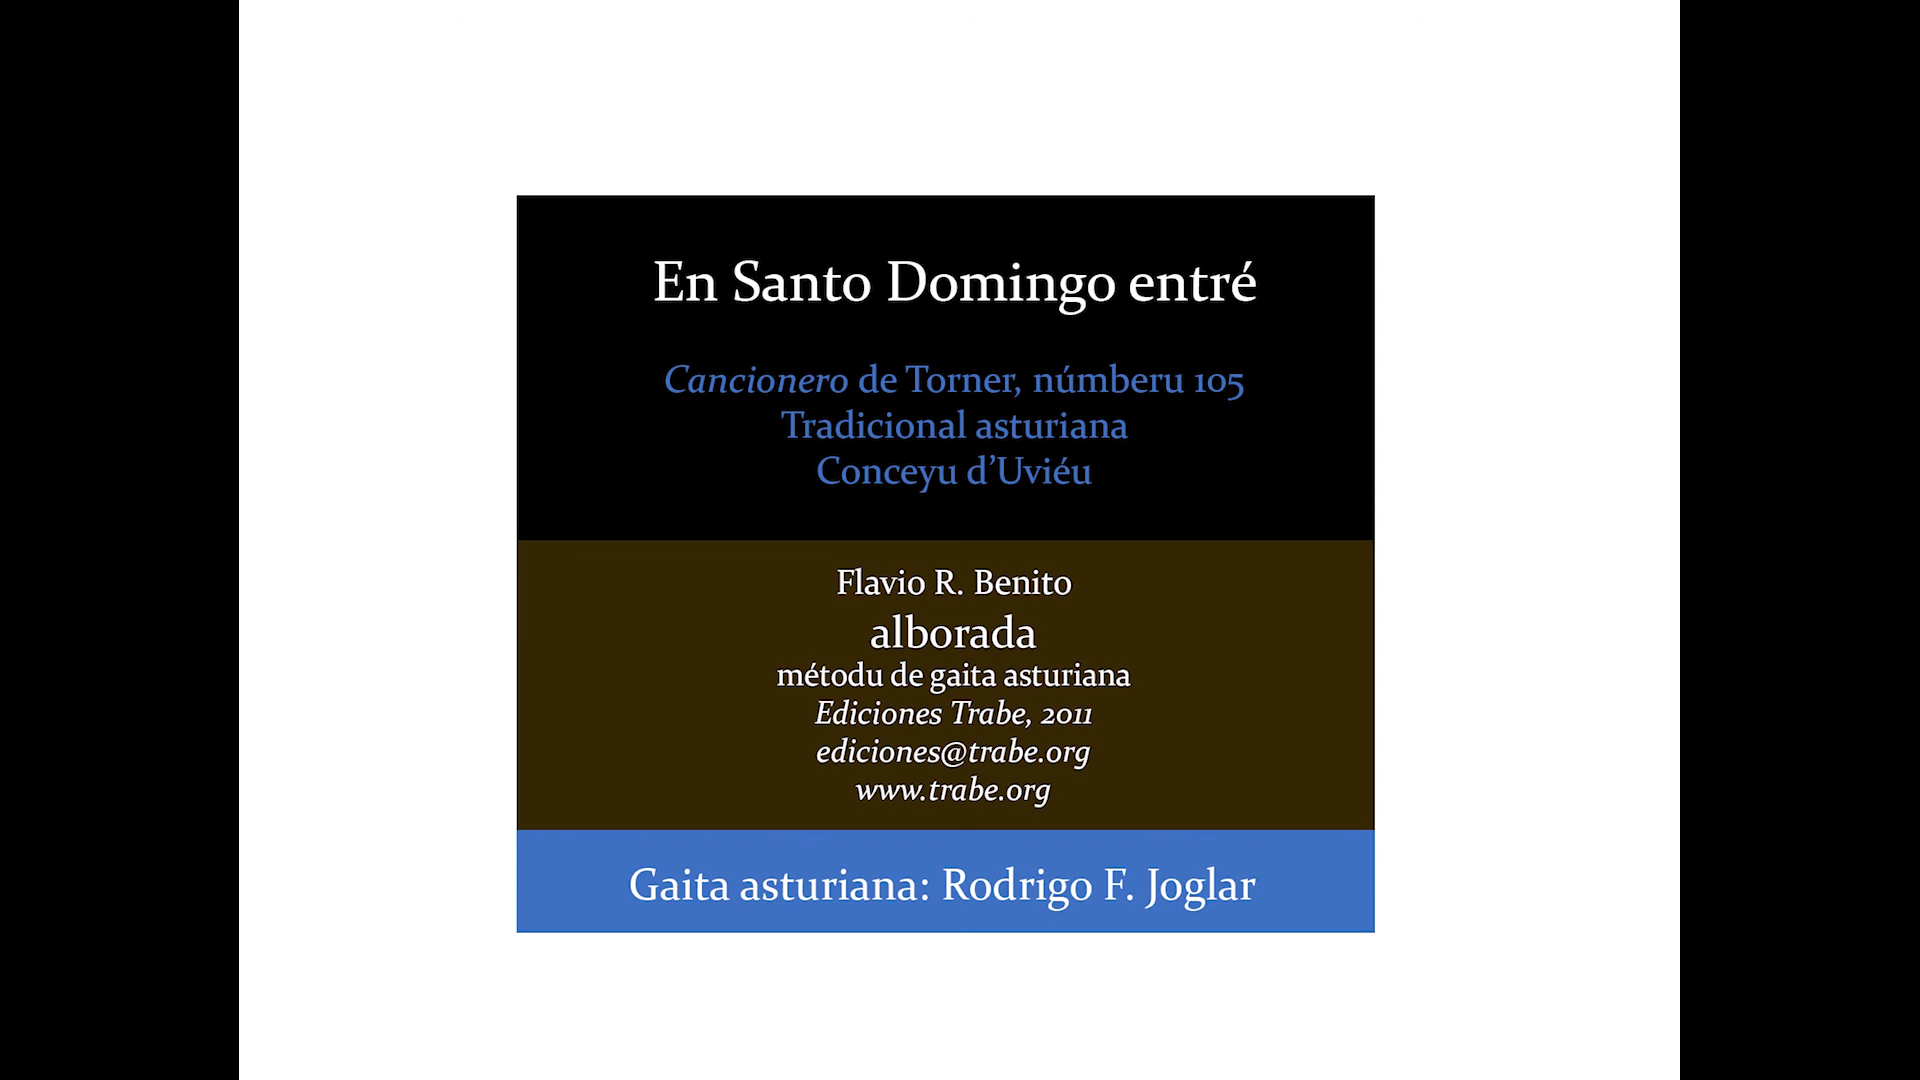 En Santo Domingo entré
Cancionero de Torner, númberu 105
Tradicional asturiana
Conceyu d’Uviéu
Flavio R. Benito
alborada
métodu de gaita asturiana
Ediciones Trabe, 2011
ediciones@trabe.org
www.trabe.org
Gaita asturiana: Rodrigo F. Joglar